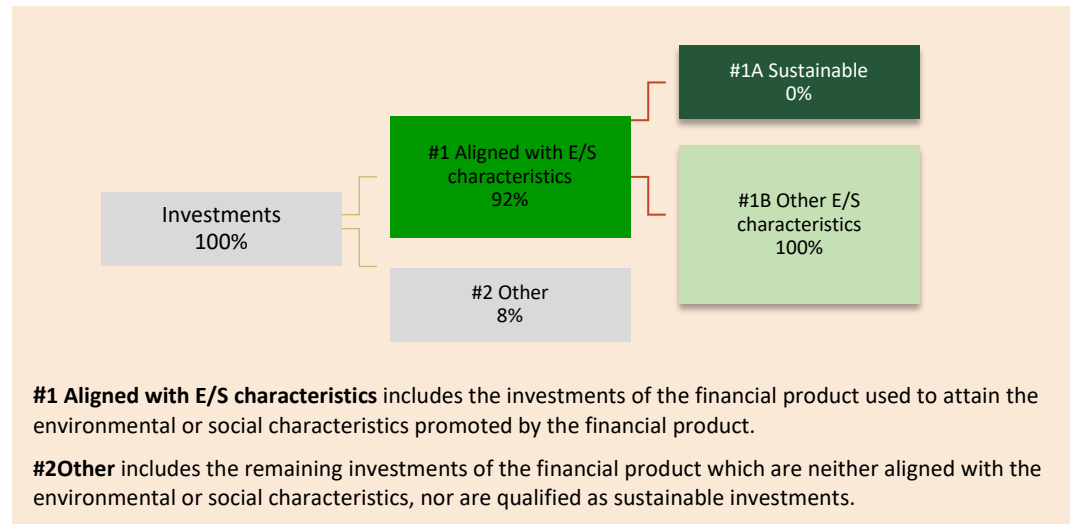 #1A Sustainable
0%
#1 Aligned with E/S
characteristics
92%
#1B Other E/S
characteristics
100%
Investments
100%
#2 Other
8%
#1 Aligned with E/S characteristics includes the investments of the financial product used to attain the
environmental or social characteristics promoted by the financial product.
#2Other includes the remaining investments of the financial product which are neither aligned with the
environmental or social characteristics, nor are qualified as sustainable investments.